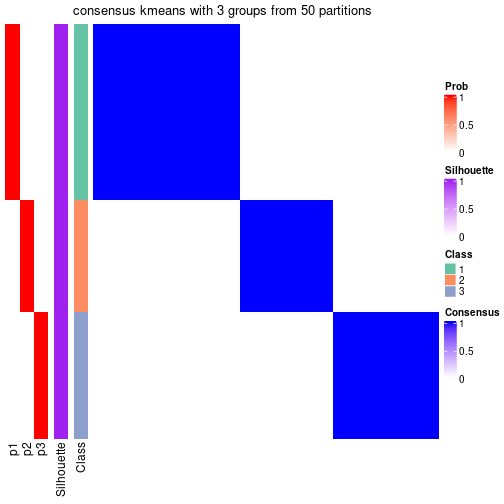 consensus kmeans with 3 groups from 50 partitions
Prob
1
0.5
0
Silhouette
1
0.5
0
Class
1
2
3
Consensus
1
0.5
0
p1
p2
p3
Silhouette
Class